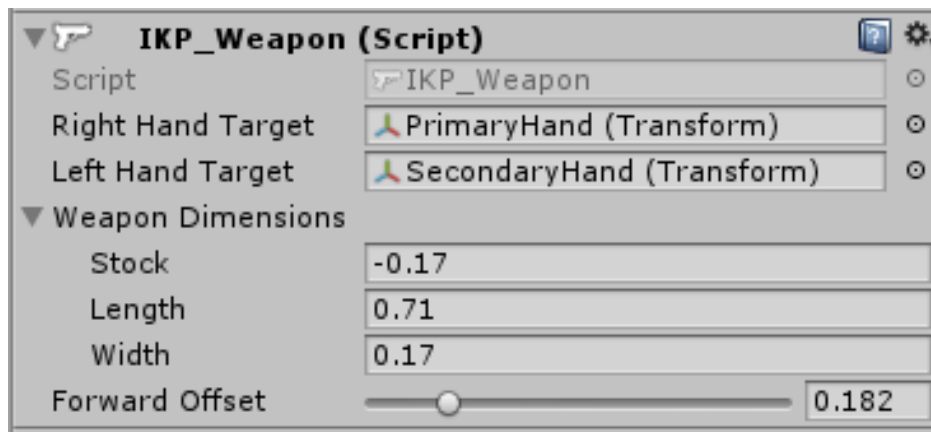 IKP_Weapon (Script)
Script IKP_Weapon
Right Hand Target PrimaryHand (Transform)
Left Hand Target SecondaryHand (Transform)
Weapon Dimensions
Stock -0.17
Length 0.71
Width 0.17
Forward Offset 0.182